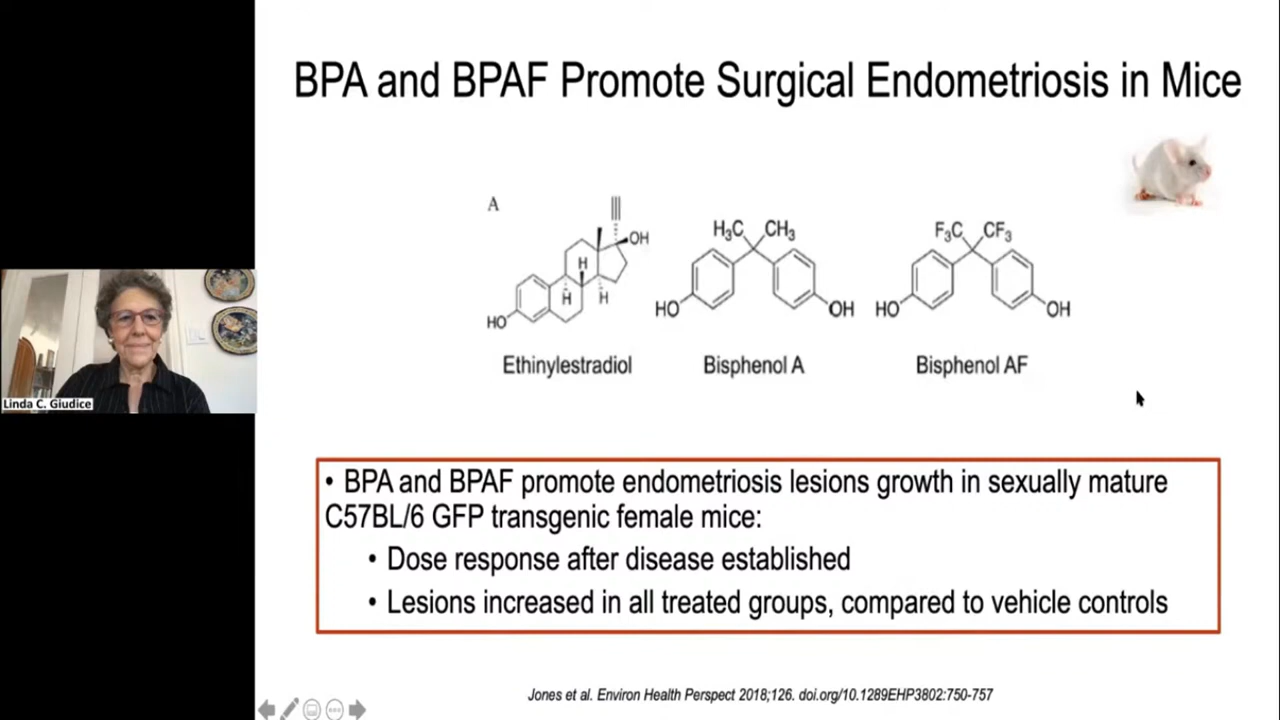 BPA and BPAF Promote Surgical Endometriosis in Mice
A
OH
H
H
H
HO
Ethinylestradiol
H₃C
CH₃
HO
OH
Bisphenol A
F₃C
CF₃
HO
OH
Bisphenol AF
Linda C. Giudice
• BPA and BPAF promote endometriosis lesions growth in sexually mature
C57BL/6 GFP transgenic female mice:
• Dose response after disease established
• Lesions increased in all treated groups, compared to vehicle controls
Jones et al. Environ Health Perspect 2018;126. doi.org/10.1289EHP3802:750-757